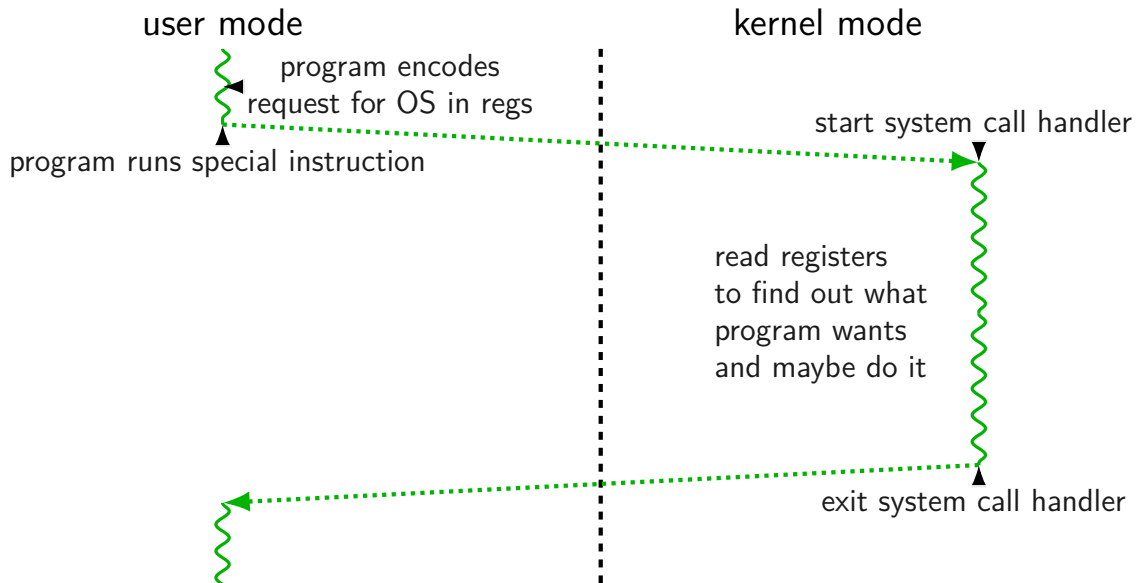 user mode
kernel mode
program encodes
request for OS in regs
program runs special instruction
start system call handler
read registers
to find out what
program wants
and maybe do it
exit system call handler